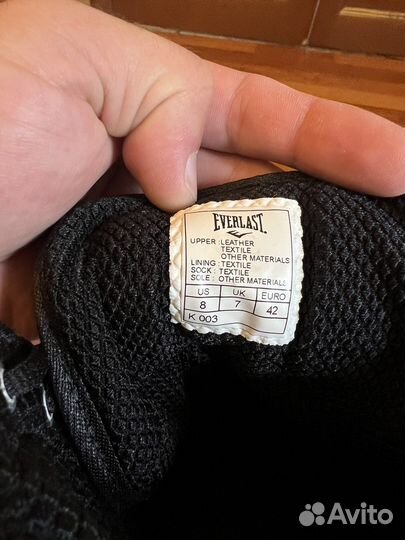 EVERLAST.
UPPER : LEATHER
TEXTILE
OTHER MATERIALS
LINING : TEXTILE
SOCK : TEXTILE
SOLE : OTHER MATERIALS
US UK EURO
8 7 42
K 003
Avito